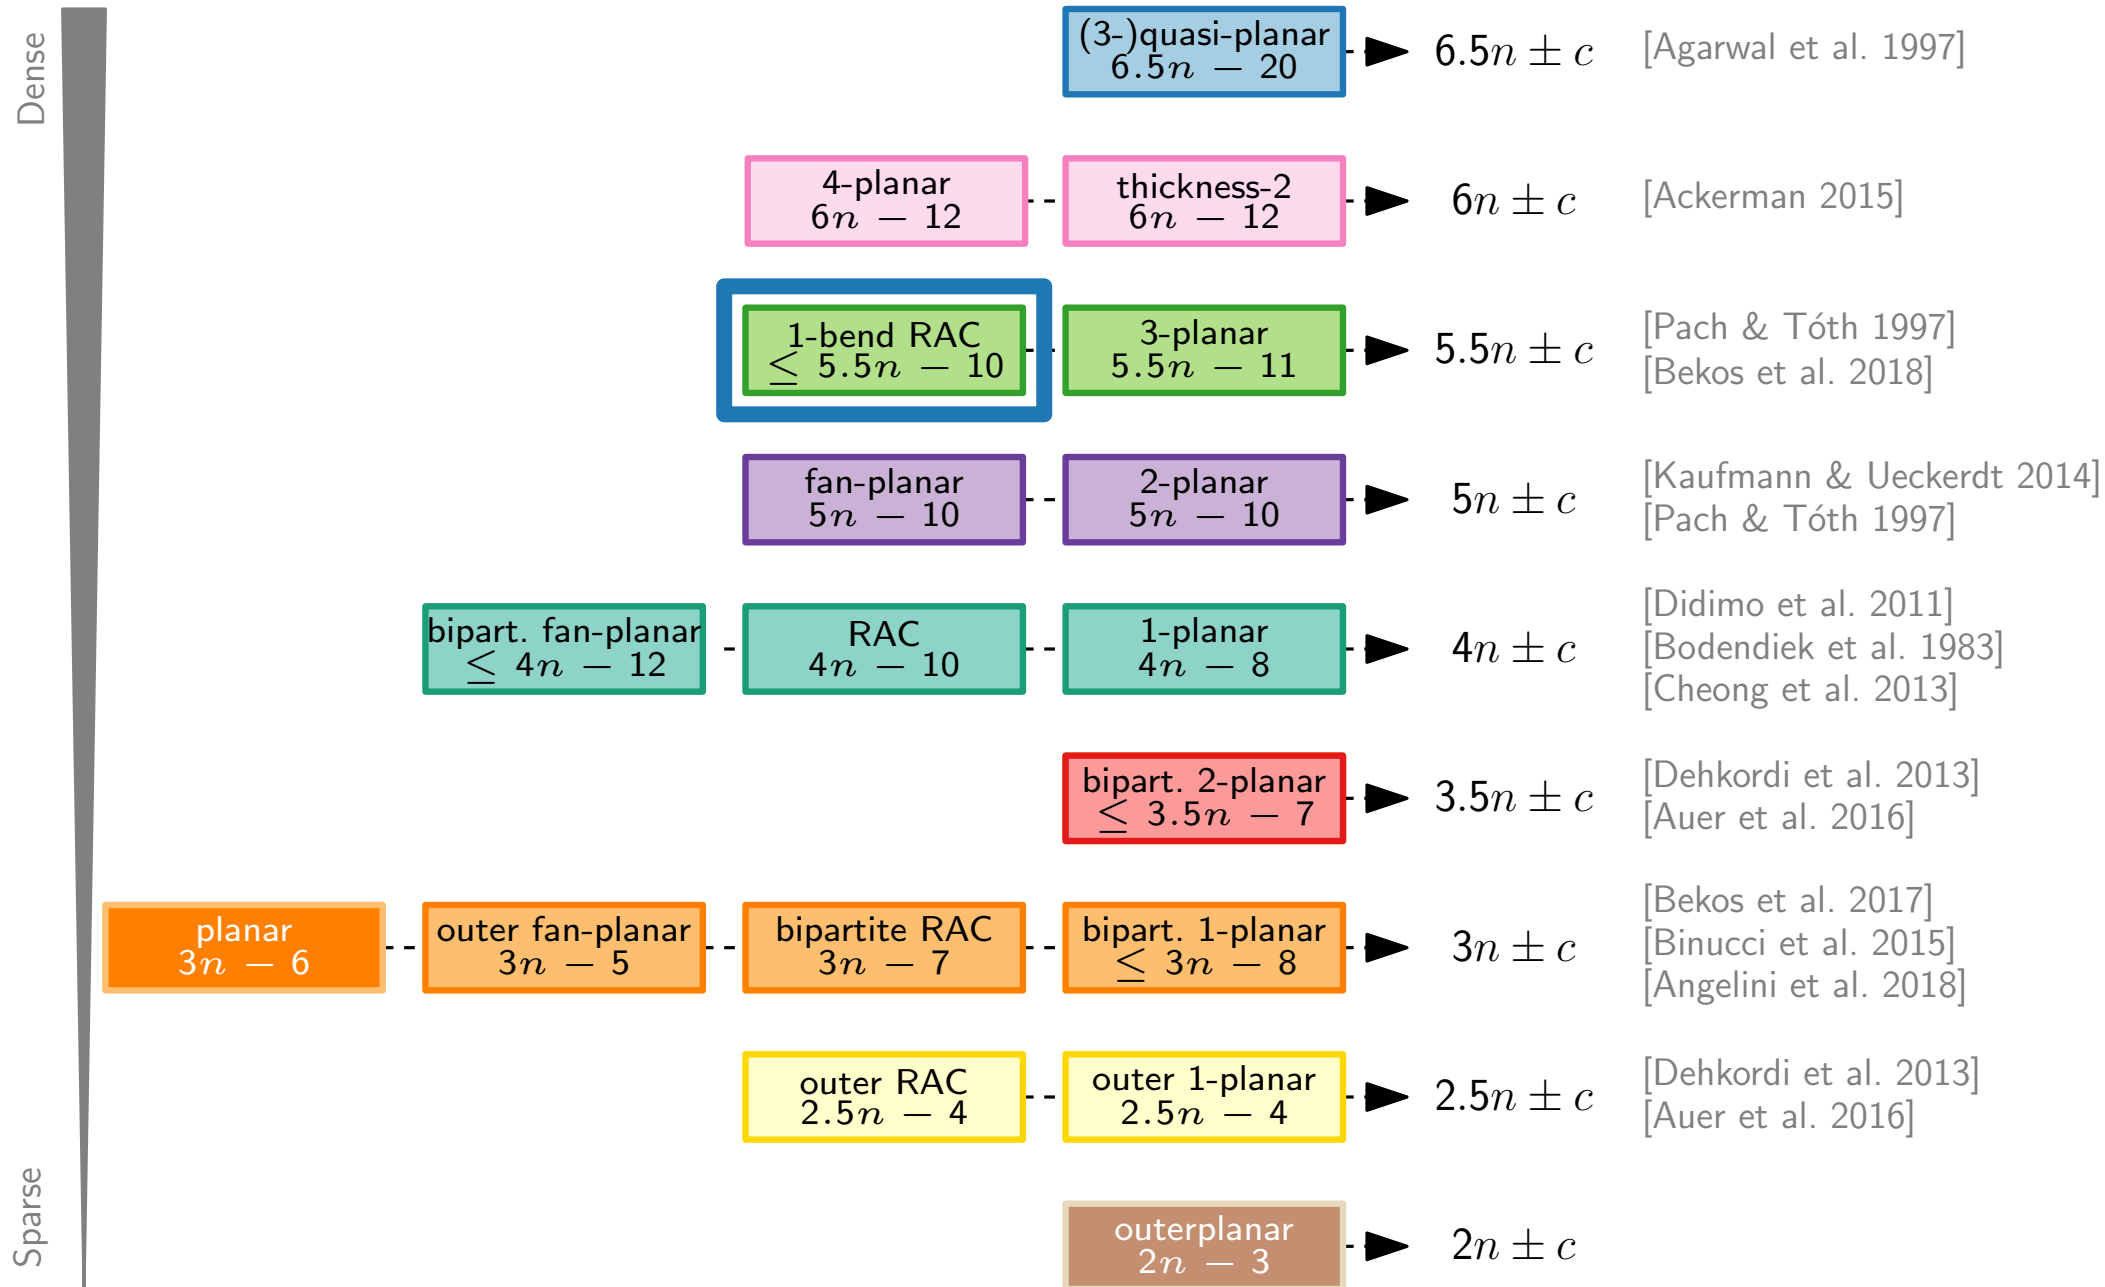 Dense
(3-)quasi-planar
6.5n − 20
6.5n ± c
[Agarwal et al. 1997]
4-planar
6n − 12
thickness-2
6n − 12
6n ± c
[Ackerman 2015]
1-bend RAC
≤ 5.5n − 10
3-planar
5.5n − 11
5.5n ± c
[Pach & Tóth 1997]
[Bekos et al. 2018]
fan-planar
5n − 10
2-planar
5n − 10
5n ± c
[Kaufmann & Ueckerdt 2014]
[Pach & Tóth 1997]
bipart. fan-planar
≤ 4n − 12
RAC
4n − 10
1-planar
4n − 8
4n ± c
[Didimo et al. 2011]
[Bodendiek et al. 1983]
[Cheong et al. 2013]
bipart. 2-planar
≤ 3.5n − 7
3.5n ± c
[Dehkordi et al. 2013]
[Auer et al. 2016]
planar
3n − 6
outer fan-planar
3n − 5
bipartite RAC
3n − 7
bipart. 1-planar
≤ 3n − 8
3n ± c
[Bekos et al. 2017]
[Binucci et al. 2015]
[Angelini et al. 2018]
outer RAC
2.5n − 4
outer 1-planar
2.5n − 4
2.5n ± c
[Dehkordi et al. 2013]
[Auer et al. 2016]
Sparse
outerplanar
2n − 3
2n ± c